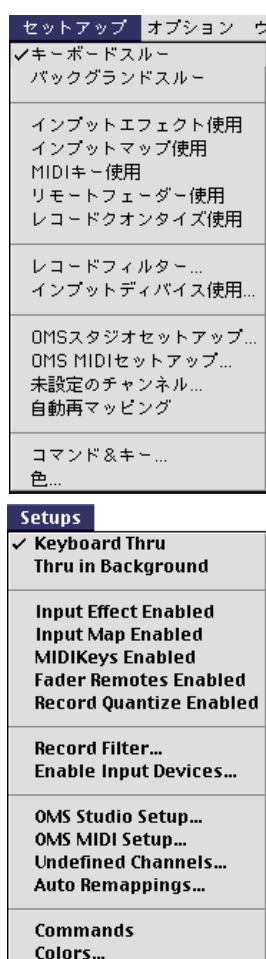 セットアップ オプション ウ
✓キーボードスルー
バックグランドスルー
インプットエフェクト使用
インプットマップ使用
MIDIキー使用
リモートフェーダー使用
レコードクオンタイズ使用
レコードフィルター...
インプットディバイス使用...
OMSスタジオセットアップ...
OMS MIDIセットアップ...
未設定のチャンネル...
自動再マッピング
コマンド&キー...
色...
Setups
✓ Keyboard Thru
Thru in Background
Input Effect Enabled
Input Map Enabled
MIDIKeys Enabled
Fader Remotes Enabled
Record Quantize Enabled
Record Filter...
Enable Input Devices...
OMS Studio Setup...
OMS MIDI Setup...
Undefined Channels...
Auto Remappings...
Commands
Colors...